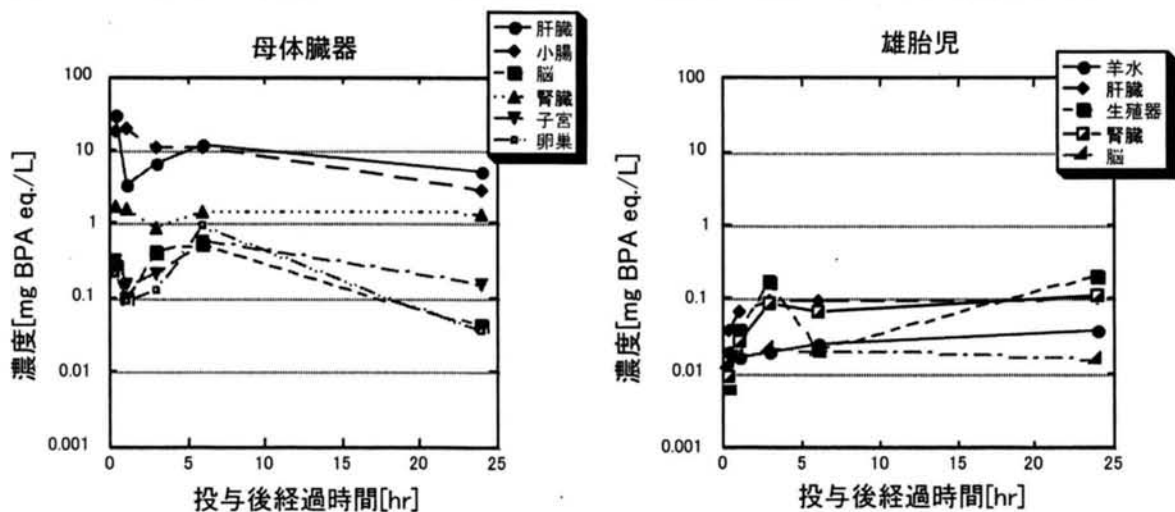 母体臓器
肝臓
小腸
脳
腎臓
子宮
卵巣
100
10
1
0.1
0.01
0.001
濃度[mg BPA eq./L]
0 5 10 15 20 25
投与後経過時間[hr]
雄胎児
羊水
肝臓
生殖器
腎臓
脳
100
10
1
0.1
0.01
0.001
濃度[mg BPA eq./L]
0 5 10 15 20 25
投与後経過時間[hr]